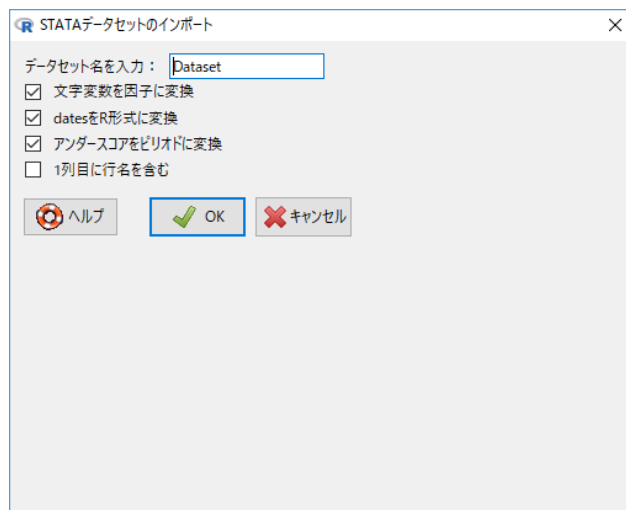 STATAデータセットのインポート
データセット名を入力： Dataset
文字変数を因子に変換
datesをR形式に変換
アンダースコアをピリオドに変換
1列目に行名を含む
ヘルプ OK キャンセル